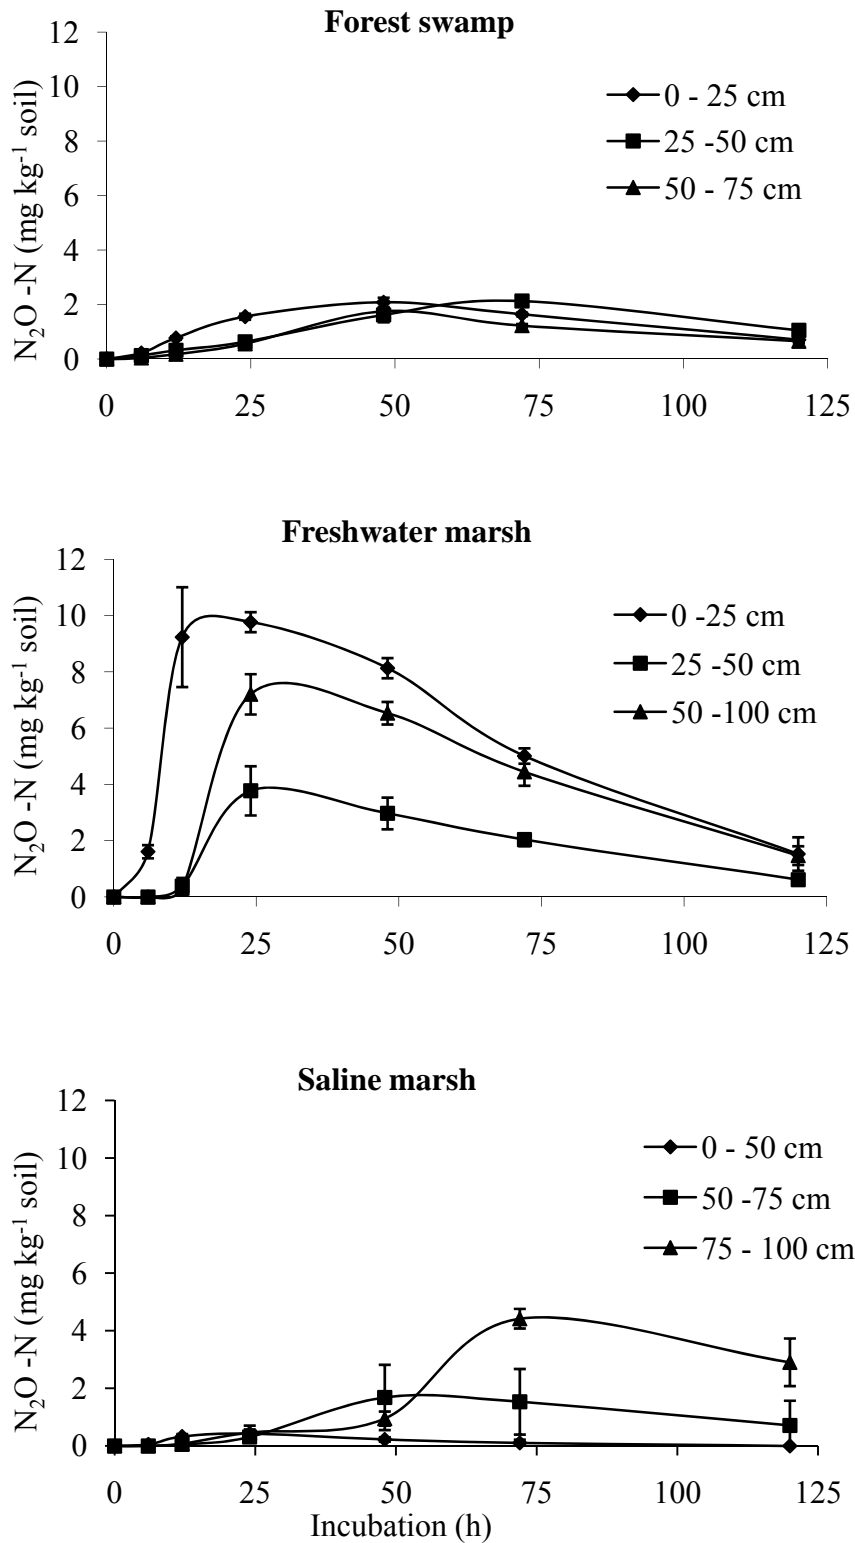 Forest swamp
12
10
8
6
4
2
0
N₂O -N (mg kg⁻¹ soil)
0 - 25 cm
25 -50 cm
50 - 75 cm
0 25 50 75 100 125
Freshwater marsh
12
10
8
6
4
2
0
N₂O -N (mg kg⁻¹ soil)
0 -25 cm
25 -50 cm
50 -100 cm
0 25 50 75 100 125
Saline marsh
12
10
8
6
4
2
0
N₂O -N (mg kg⁻¹ soil)
0 - 50 cm
50 -75 cm
75 - 100 cm
0 25 50 75 100 125
Incubation (h)